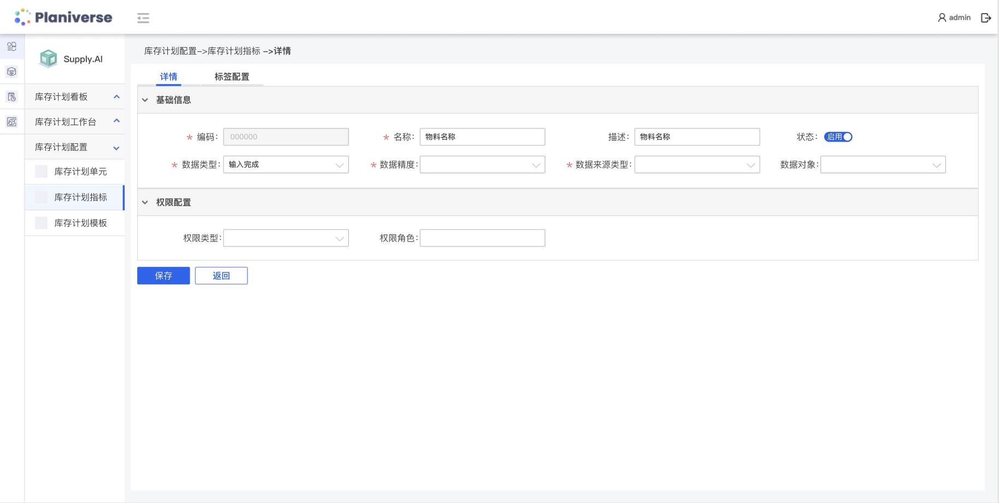 Planiverse
admin
Supply.AI
库存计划看板
库存计划工作台
库存计划配置
库存计划单元
库存计划指标
库存计划模板
库存计划配置–>库存计划指标 –>详情
详情 标签配置
基础信息
* 编码: 000000 * 名称: 物料名称 描述: 物料名称 状态: 启用
* 数据类型: 输入完成 * 数据精度: * 数据来源类型: 数据对象:
权限配置
权限类型: 权限角色:
保存 返回